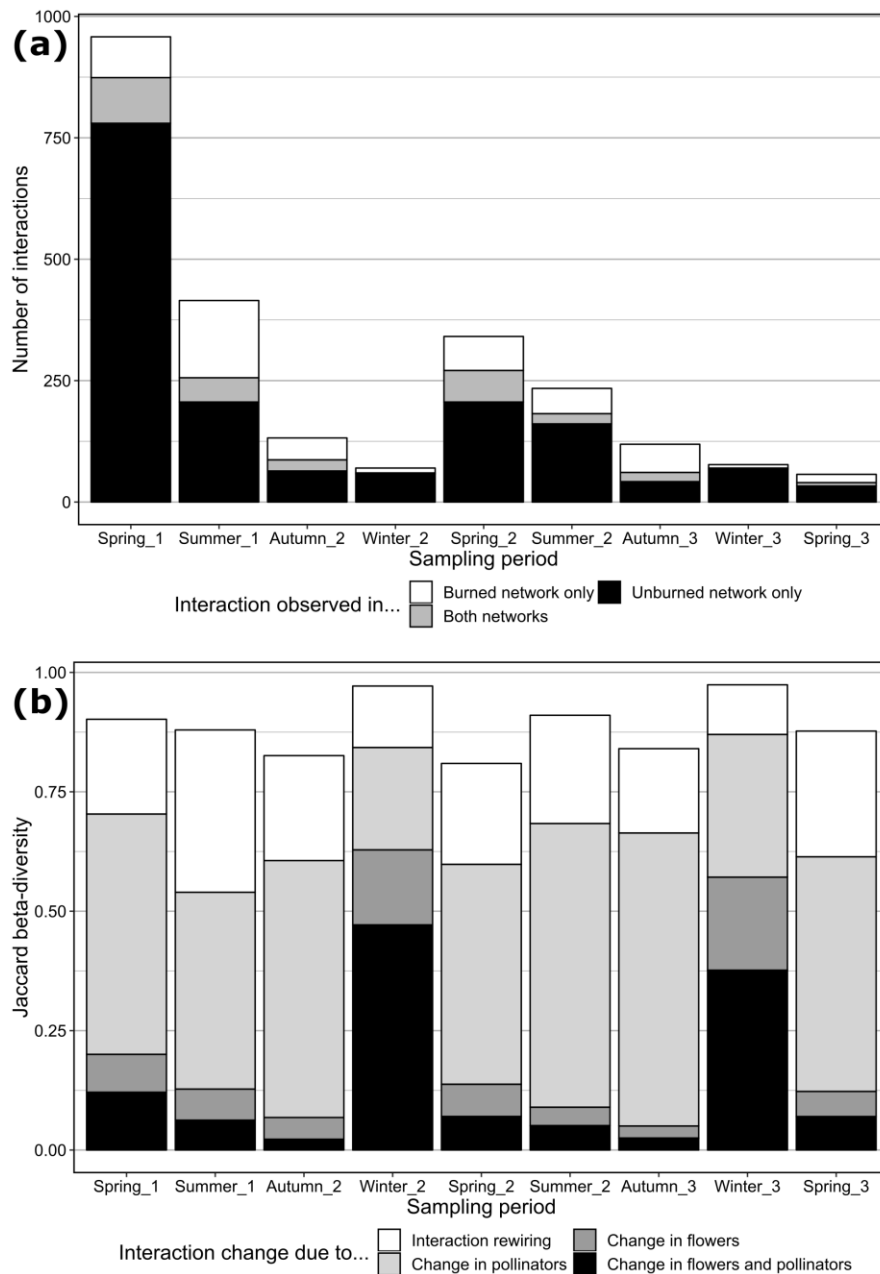 (a)
1000
750
500
250
0
Number of interactions
Spring_1 Summer_1 Autumn_2 Winter_2 Spring_2 Summer_2 Autumn_3 Winter_3 Spring_3
Sampling period
Interaction observed in...
Burned network only
Unburned network only
Both networks
(b)
1.00
0.75
0.50
0.25
0.00
Jaccard beta-diversity
Spring_1 Summer_1 Autumn_2 Winter_2 Spring_2 Summer_2 Autumn_3 Winter_3 Spring_3
Sampling period
Interaction change due to...
Interaction rewiring
Change in flowers
Change in pollinators
Change in flowers and pollinators